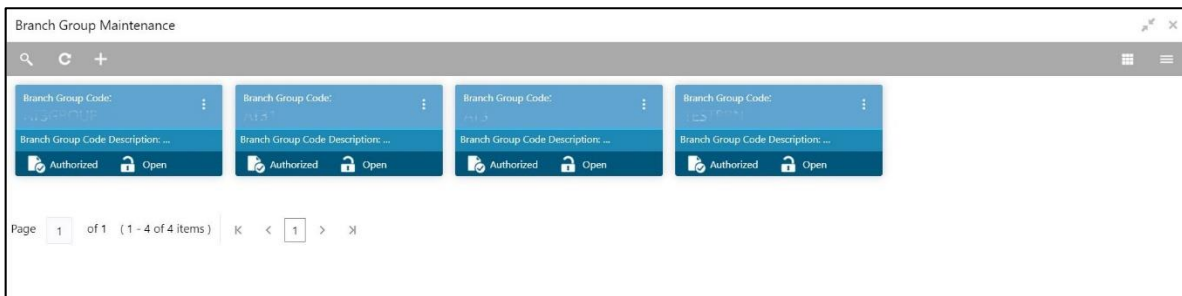 Branch Group Maintenance
Branch Group Code: Branch Group Code: Branch Group Code: Branch Group Code:
Branch Group Code Description: ... Branch Group Code Description: ... Branch Group Code Description: ... Branch Group Code Description: ...
Authorized Open Authorized Open Authorized Open Authorized Open
Page 1 of 1 ( 1 - 4 of 4 items ) 1